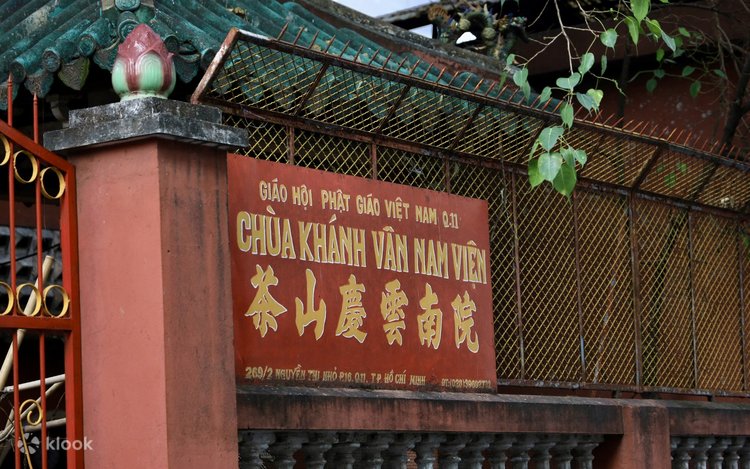 GIÁO HỘI PHẬT GIÁO VIỆT NAM Q.11
CHÙA KHÁNH VÂN NAM VIỆN
茶山慶雲南院
269/2 NGUYỄN THỊ NHỎ P.16 Q.11, T.P HỒ CHÍ MINH
klook